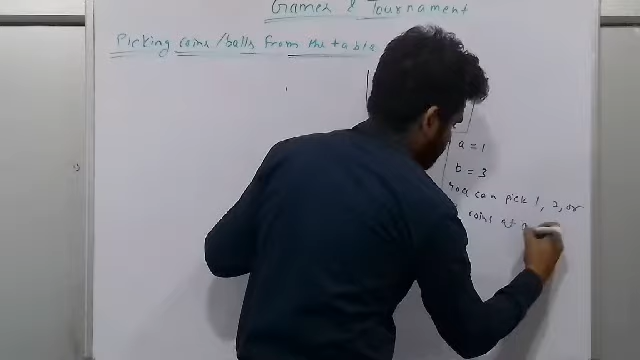 Games & Tournament
Picking coins/balls from the table
a = 1
b = 3
You can pick 1, 2, or
coins at a